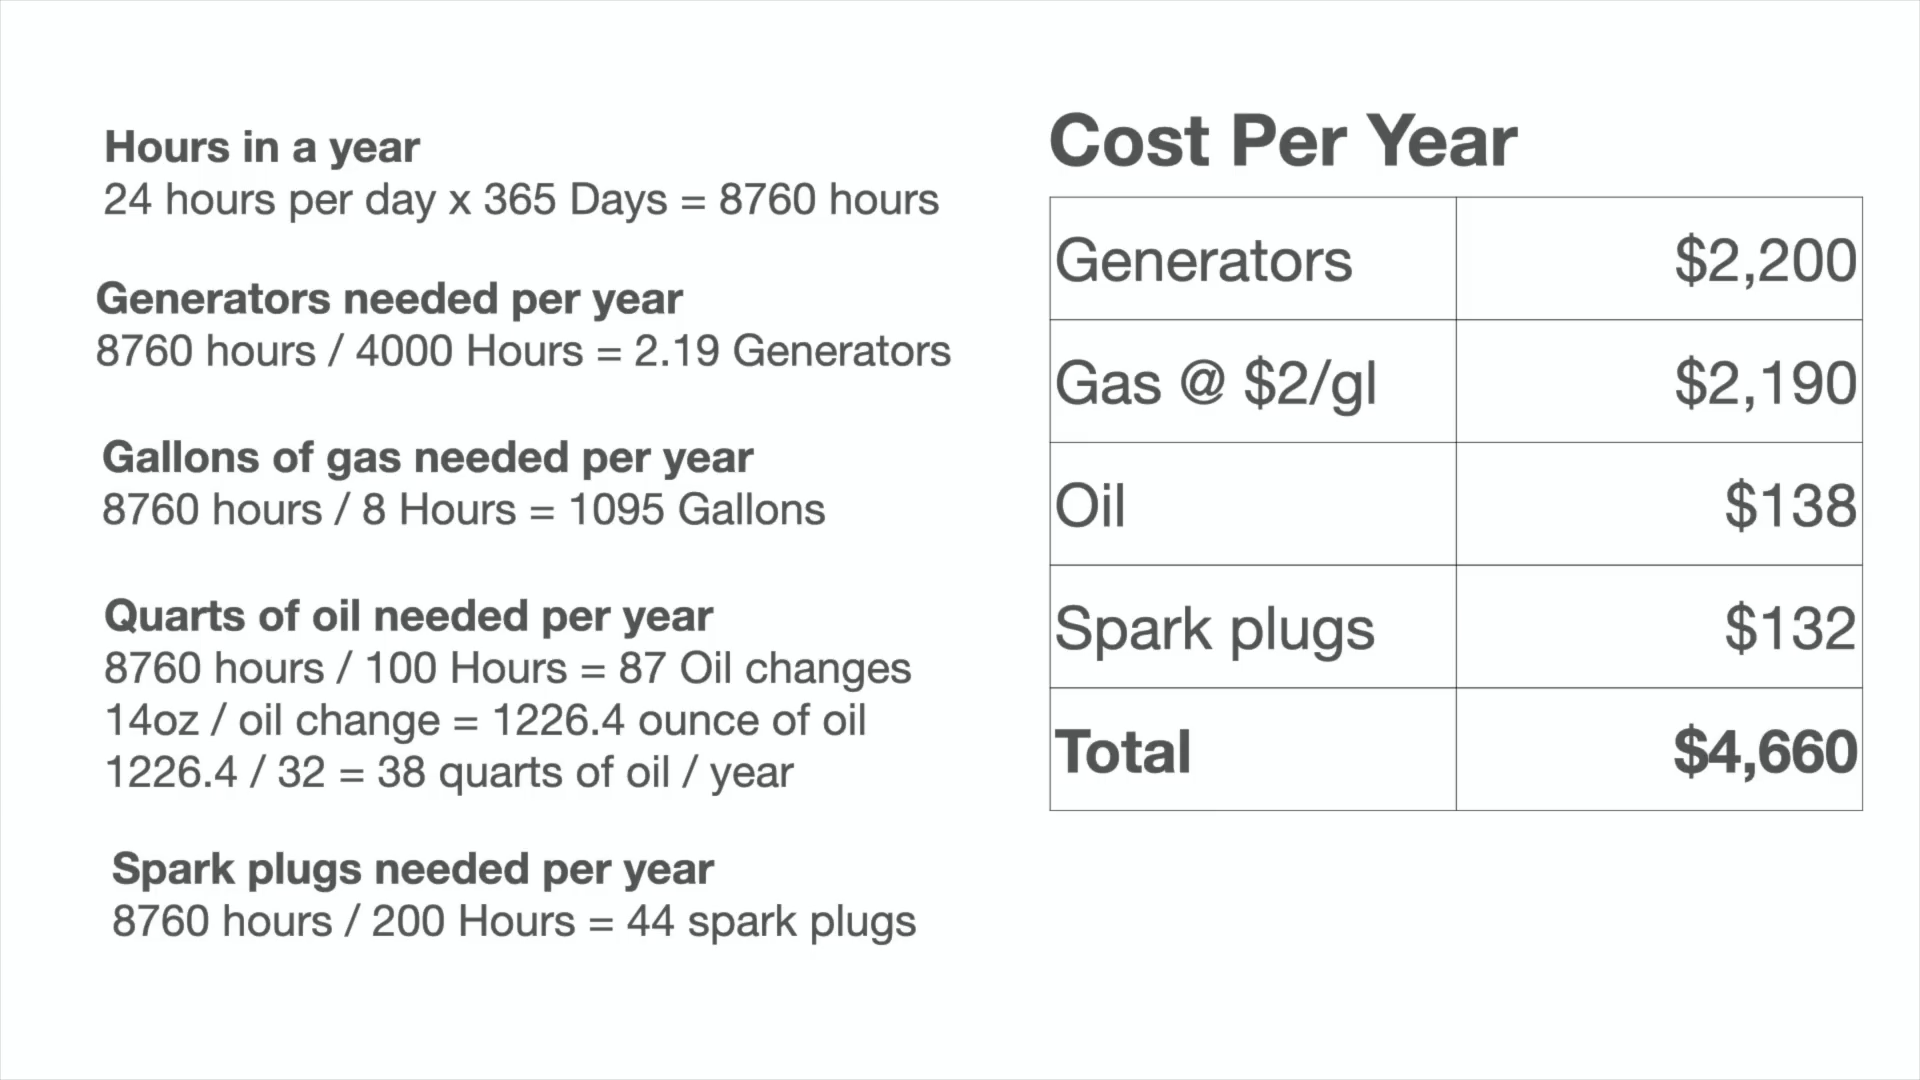 Hours in a year
24 hours per day x 365 Days = 8760 hours
Generators needed per year
8760 hours / 4000 Hours = 2.19 Generators
Gallons of gas needed per year
8760 hours / 8 Hours = 1095 Gallons
Quarts of oil needed per year
8760 hours / 100 Hours = 87 Oil changes
14oz / oil change = 1226.4 ounce of oil
1226.4 / 32 = 38 quarts of oil / year
Spark plugs needed per year
8760 hours / 200 Hours = 44 spark plugs
Cost Per Year
Generators $2,200
Gas @ $2/gl $2,190
Oil $138
Spark plugs $132
Total $4,660